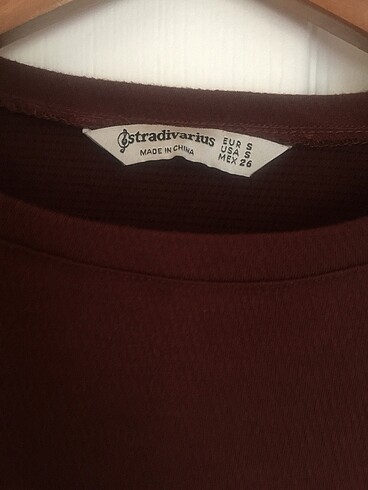 stradivarius
MADE IN CHINA
EUR S
USA S
MEX 26